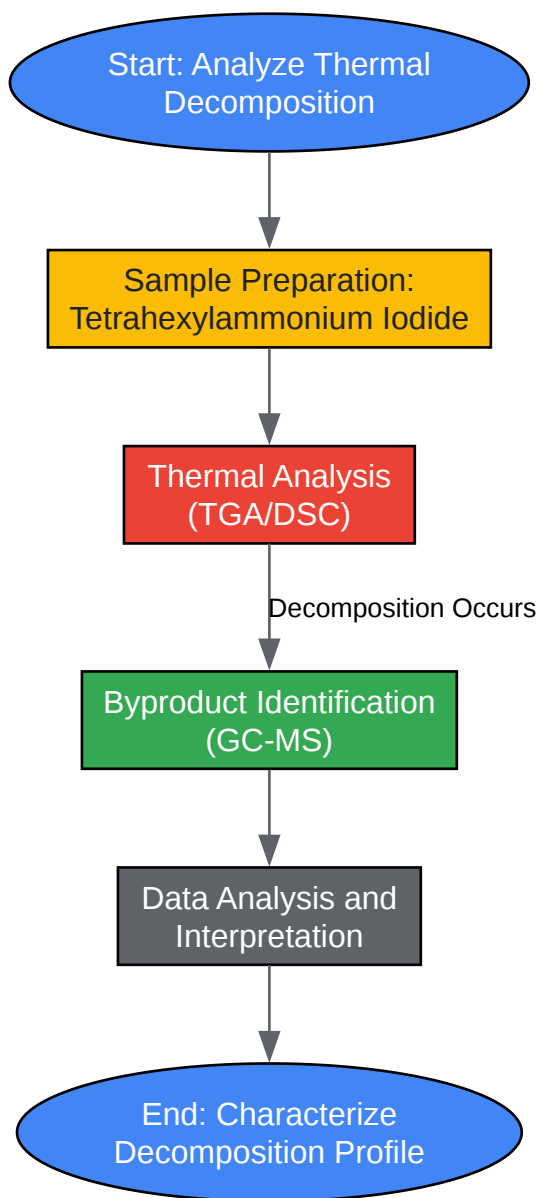 Start: Analyze Thermal
Decomposition
Sample Preparation:
Tetrahexylammonium Iodide
Thermal Analysis
(TGA/DSC)
Decomposition Occurs
Byproduct Identification
(GC-MS)
Data Analysis and
Interpretation
End: Characterize
Decomposition Profile